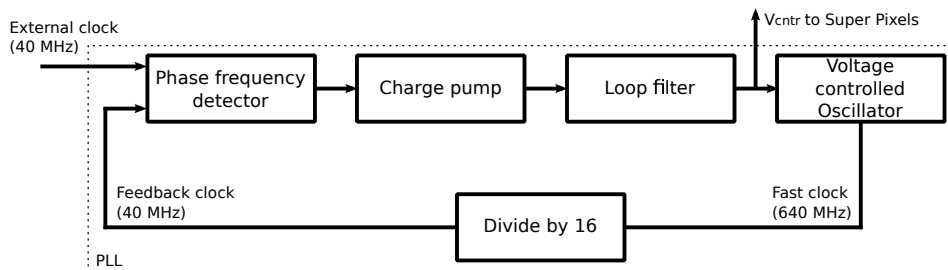 External clock
(40 MHz)
Vcntr to Super Pixels
Phase frequency
detector
Charge pump
Loop filter
Voltage
controlled
Oscillator
Feedback clock
(40 MHz)
Divide by 16
Fast clock
(640 MHz)
PLL